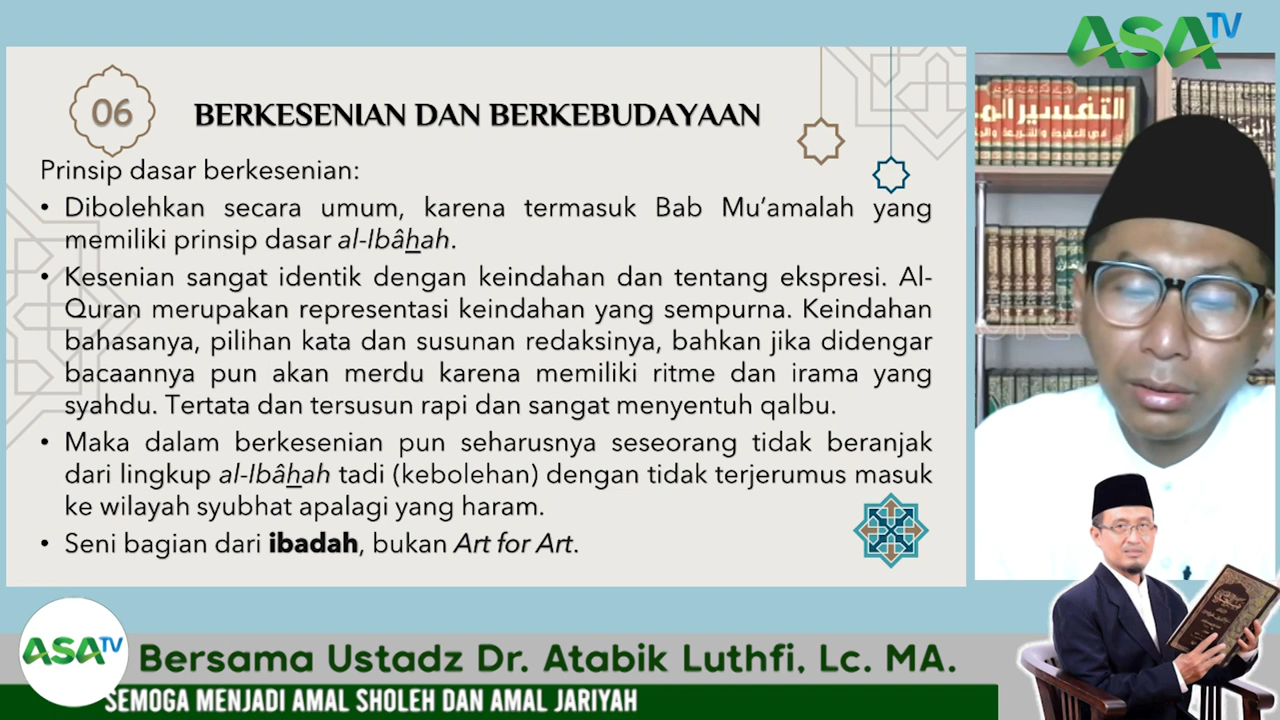 ASA TV
06
BERKESENIAN DAN BERKEBUDAYAAN
Prinsip dasar berkesenian:
• Dibolehkan secara umum, karena termasuk Bab Mu’amalah yang
memiliki prinsip dasar al-Ibâhah.
• Kesenian sangat identik dengan keindahan dan tentang ekspresi. Al-
Quran merupakan representasi keindahan yang sempurna. Keindahan
bahasanya, pilihan kata dan susunan redaksinya, bahkan jika didengar
bacaannya pun akan merdu karena memiliki ritme dan irama yang
syahdu. Tertata dan tersusun rapi dan sangat menyentuh qalbu.
• Maka dalam berkesenian pun seharusnya seseorang tidak beranjak
dari lingkup al-Ibâhah tadi (kebolehan) dengan tidak terjerumus masuk
ke wilayah syubhat apalagi yang haram.
• Seni bagian dari ibadah, bukan Art for Art.
التفسير
في العقيدة والشريعة
ASA TV
Bersama Ustadz Dr. Atabik Luthfi, Lc. MA.
SEMOGA MENJADI AMAL SHOLEH DAN AMAL JARIYAH